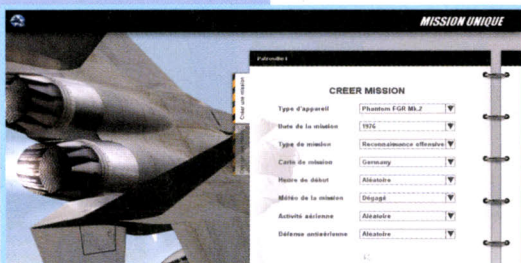 MISSION UNIQUE
Patrouille 1
Créer une mission
CREER MISSION
Type d'appareil Phantom FGR Mk.2
Date de la mission 1976
Type de mission Reconnaissance offensive
Carte de mission Germany
Heure de début Aléatoire
Météo de la mission Dégagé
Activité aérienne Aléatoire
Défense antiaérienne Aléatoire